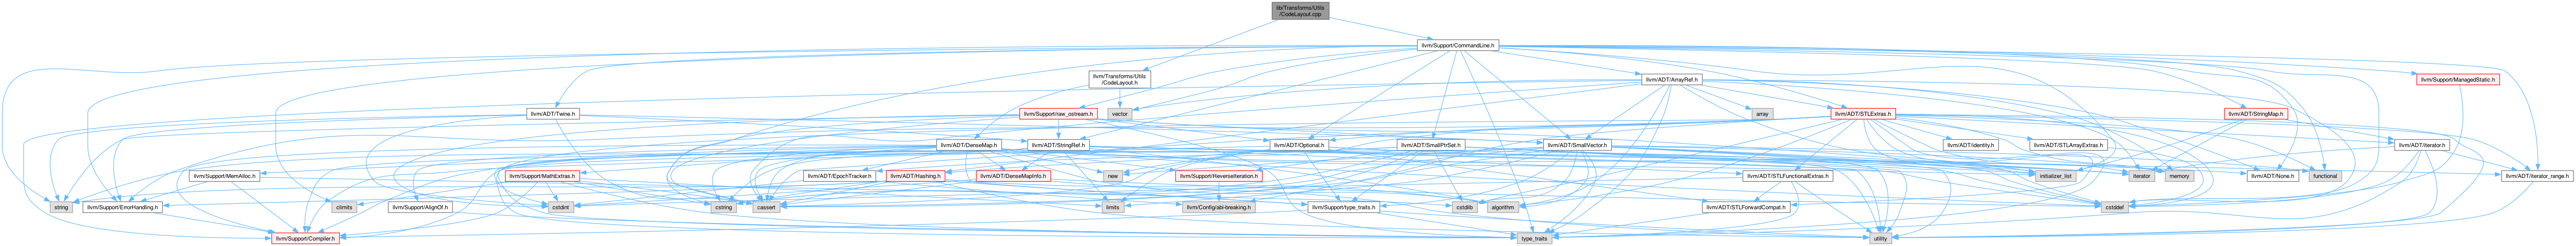 lib/Transforms/Utils
/CodeLayout.cpp
llvm/Support/CommandLine.h
llvm/Transforms/Utils
/CodeLayout.h
llvm/ADT/ArrayRef.h
llvm/Support/ManagedStatic.h
llvm/ADT/Twine.h
llvm/Support/raw_ostream.h
vector
array
llvm/ADT/STLExtras.h
llvm/ADT/StringMap.h
llvm/ADT/DenseMap.h
llvm/ADT/StringRef.h
llvm/ADT/Optional.h
llvm/ADT/SmallPtrSet.h
llvm/ADT/SmallVector.h
llvm/ADT/identity.h
llvm/ADT/STLArrayExtras.h
llvm/ADT/iterator.h
llvm/Support/MemAlloc.h
llvm/Support/MathExtras.h
llvm/ADT/EpochTracker.h
llvm/ADT/Hashing.h
llvm/ADT/DenseMapInfo.h
new
llvm/Support/ReverseIteration.h
llvm/ADT/STLFunctionalExtras.h
initializer_list
iterator
memory
llvm/ADT/None.h
functional
llvm/ADT/iterator_range.h
string
llvm/Support/ErrorHandling.h
climits
llvm/Support/AlignOf.h
cstdint
cstring
cassert
limits
llvm/Config/abi-breaking.h
llvm/Support/type_traits.h
cstdlib
algorithm
llvm/ADT/STLForwardCompat.h
cstddef
llvm/Support/Compiler.h
type_traits
utility